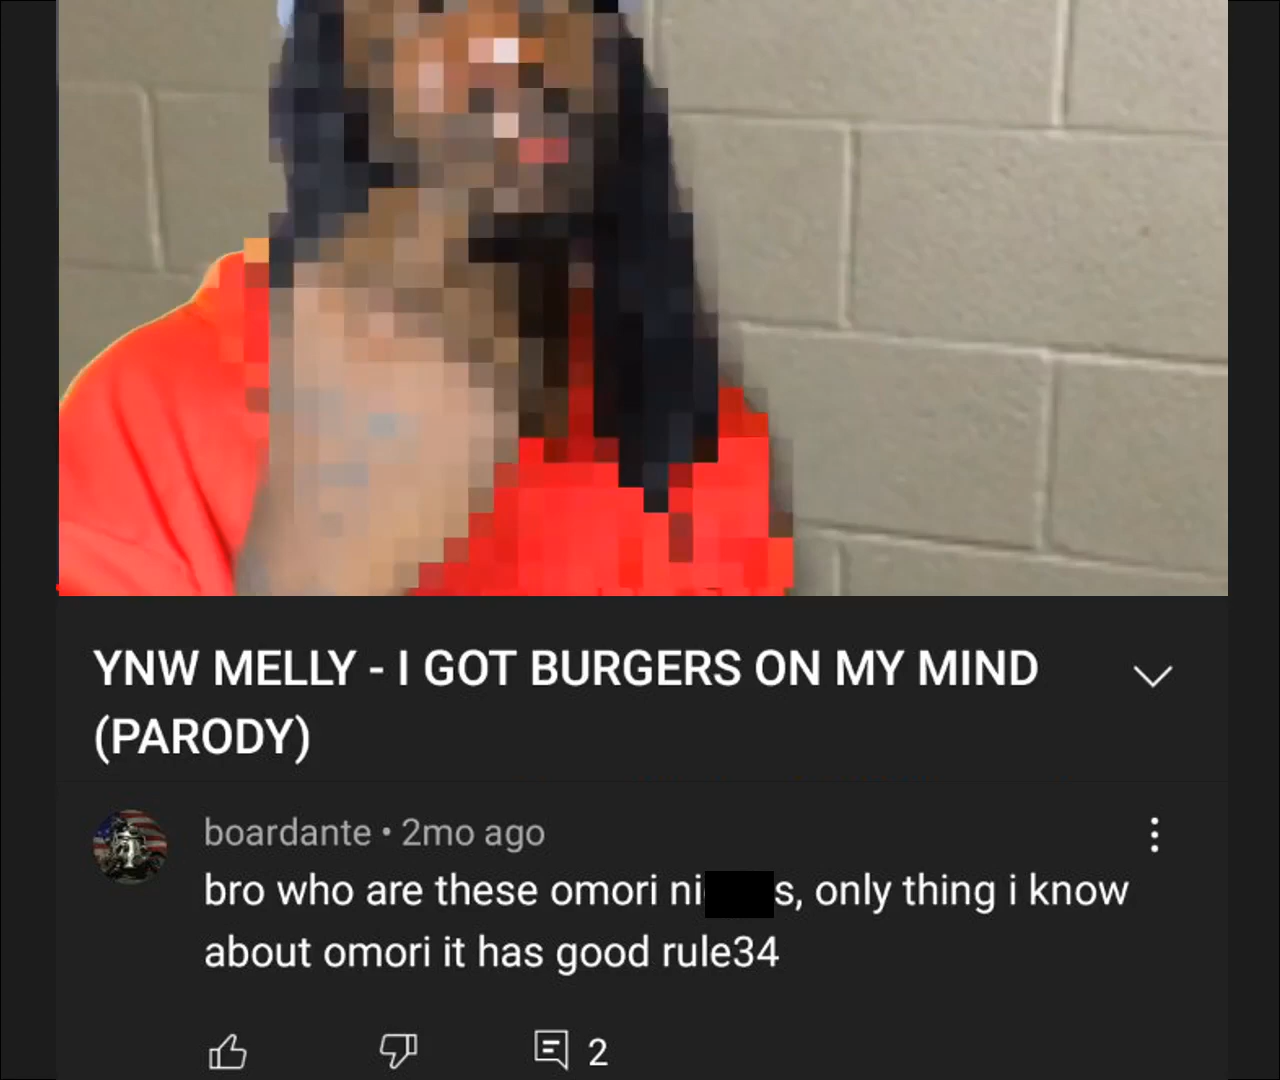 YNW MELLY - I GOT BURGERS ON MY MIND
(PARODY)
boardante • 2mo ago
bro who are these omori ni s, only thing i know
about omori it has good rule34
2